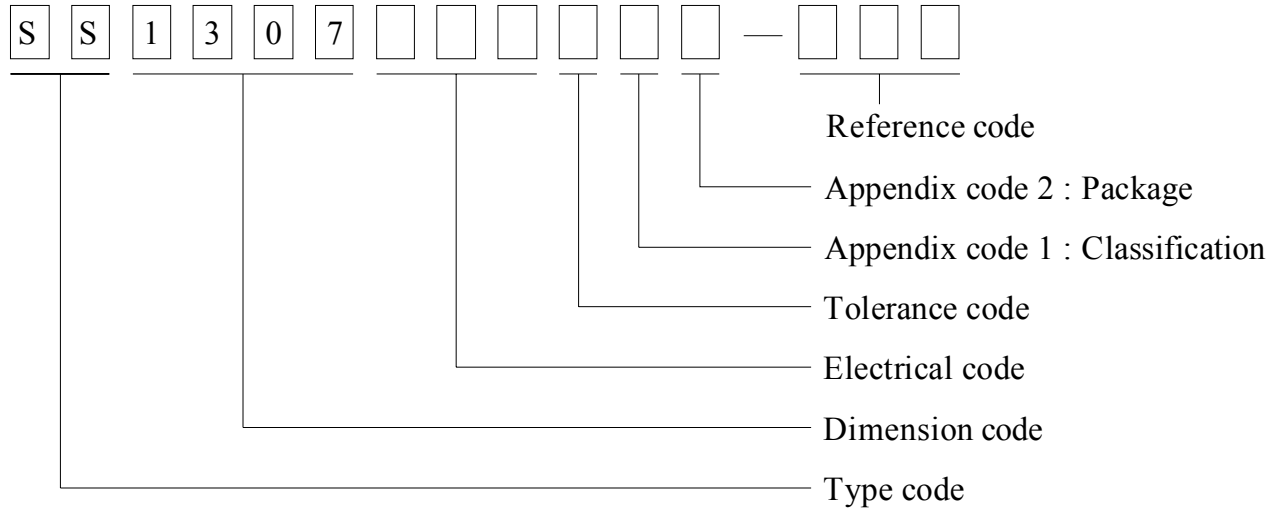 S S 1 3 0 7 —
Reference code
Appendix code 2 : Package
Appendix code 1 : Classification
Tolerance code
Electrical code
Dimension code
Type code